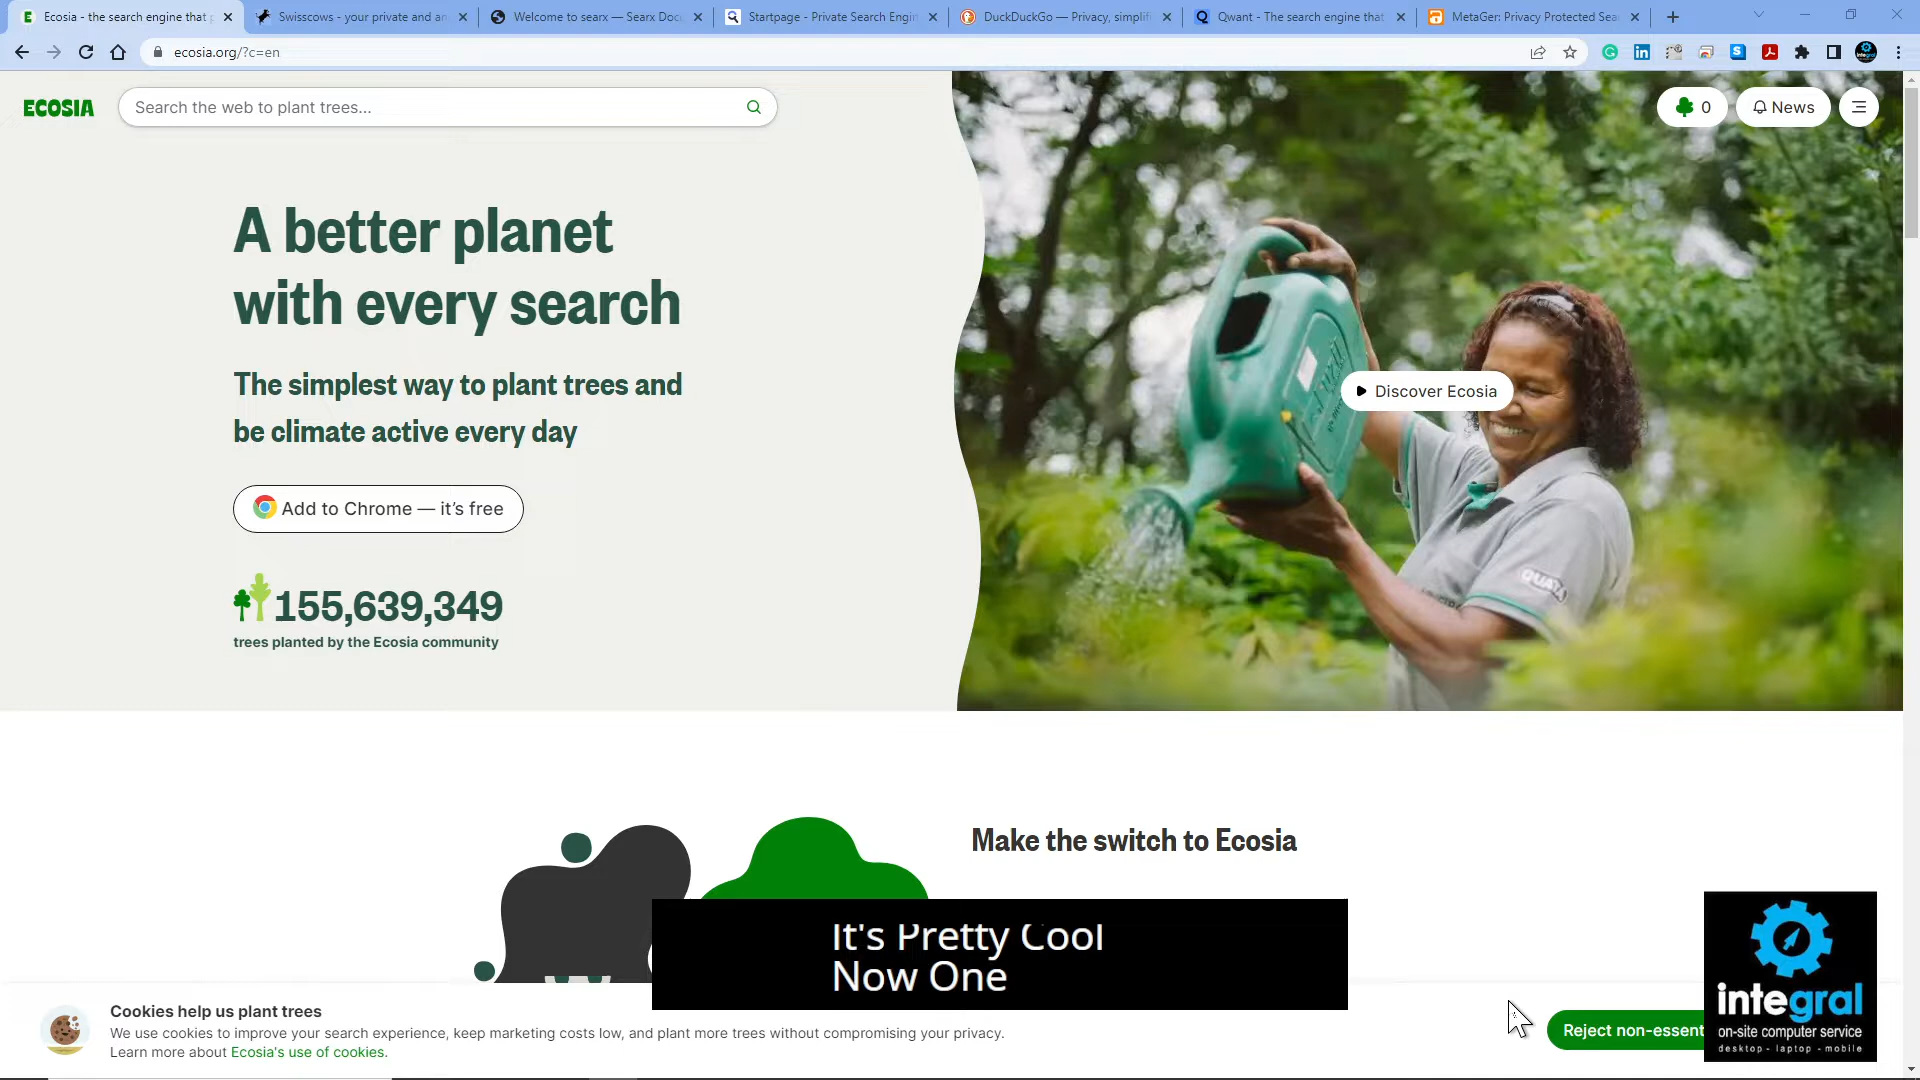 Ecosia - the search engine that p
Swisscows - your private and an
Welcome to searx — Searx Doc
Startpage - Private Search Engin
DuckDuckGo — Privacy, simplifi
Qwant - The search engine that
MetaGer: Privacy Protected Sea
ecosia.org/?c=en
ECOSIA
Search the web to plant trees...
0
News
A better planet
with every search
The simplest way to plant trees and
be climate active every day
Discover Ecosia
Add to Chrome — it's free
155,639,349
trees planted by the Ecosia community
Make the switch to Ecosia
It's Pretty Cool
Now One
Cookies help us plant trees
We use cookies to improve your search experience, keep marketing costs low, and plant more trees without compromising your privacy.
Learn more about Ecosia's use of cookies.
Reject non-essent
integral
on-site computer service
desktop - laptop - mobile